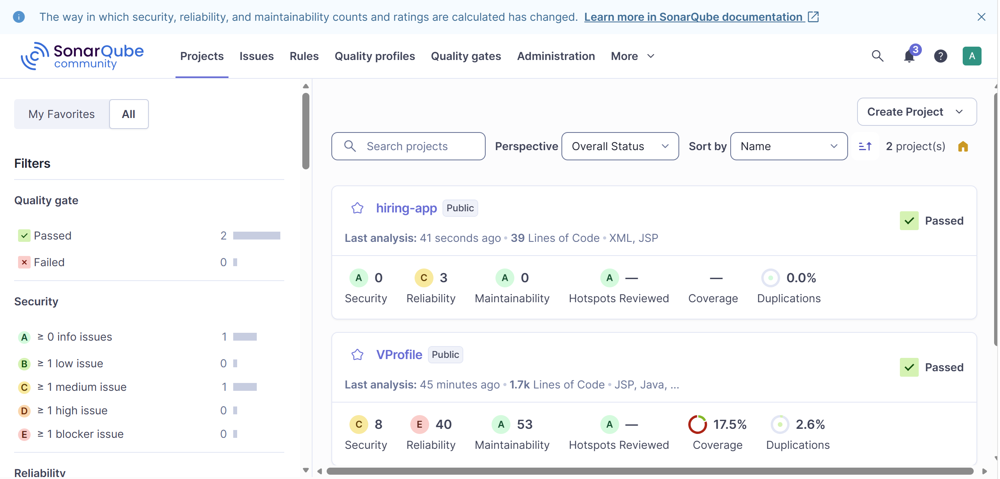 The way in which security, reliability, and maintainability counts and ratings are calculated has changed. Learn more in SonarQube documentation
SonarQube community
Projects Issues Rules Quality profiles Quality gates Administration More 3 ? A
My Favorites All
Create Project
Search projects Perspective Overall Status Sort by Name 2 project(s)
Filters
Quality gate
Passed 2
Failed 0
Security
A ≥ 0 info issues 1
B ≥ 1 low issue 0
C ≥ 1 medium issue 1
D ≥ 1 high issue 0
E ≥ 1 blocker issue 0
Reliability
hiring-app Public
Passed
Last analysis: 41 seconds ago • 39 Lines of Code • XML, JSP
A 0 C 3 A 0 A — — 0.0%
Security Reliability Maintainability Hotspots Reviewed Coverage Duplications
VProfile Public
Passed
Last analysis: 45 minutes ago • 1.7k Lines of Code • JSP, Java, ...
C 8 E 40 A 53 A — 17.5% 2.6%
Security Reliability Maintainability Hotspots Reviewed Coverage Duplications